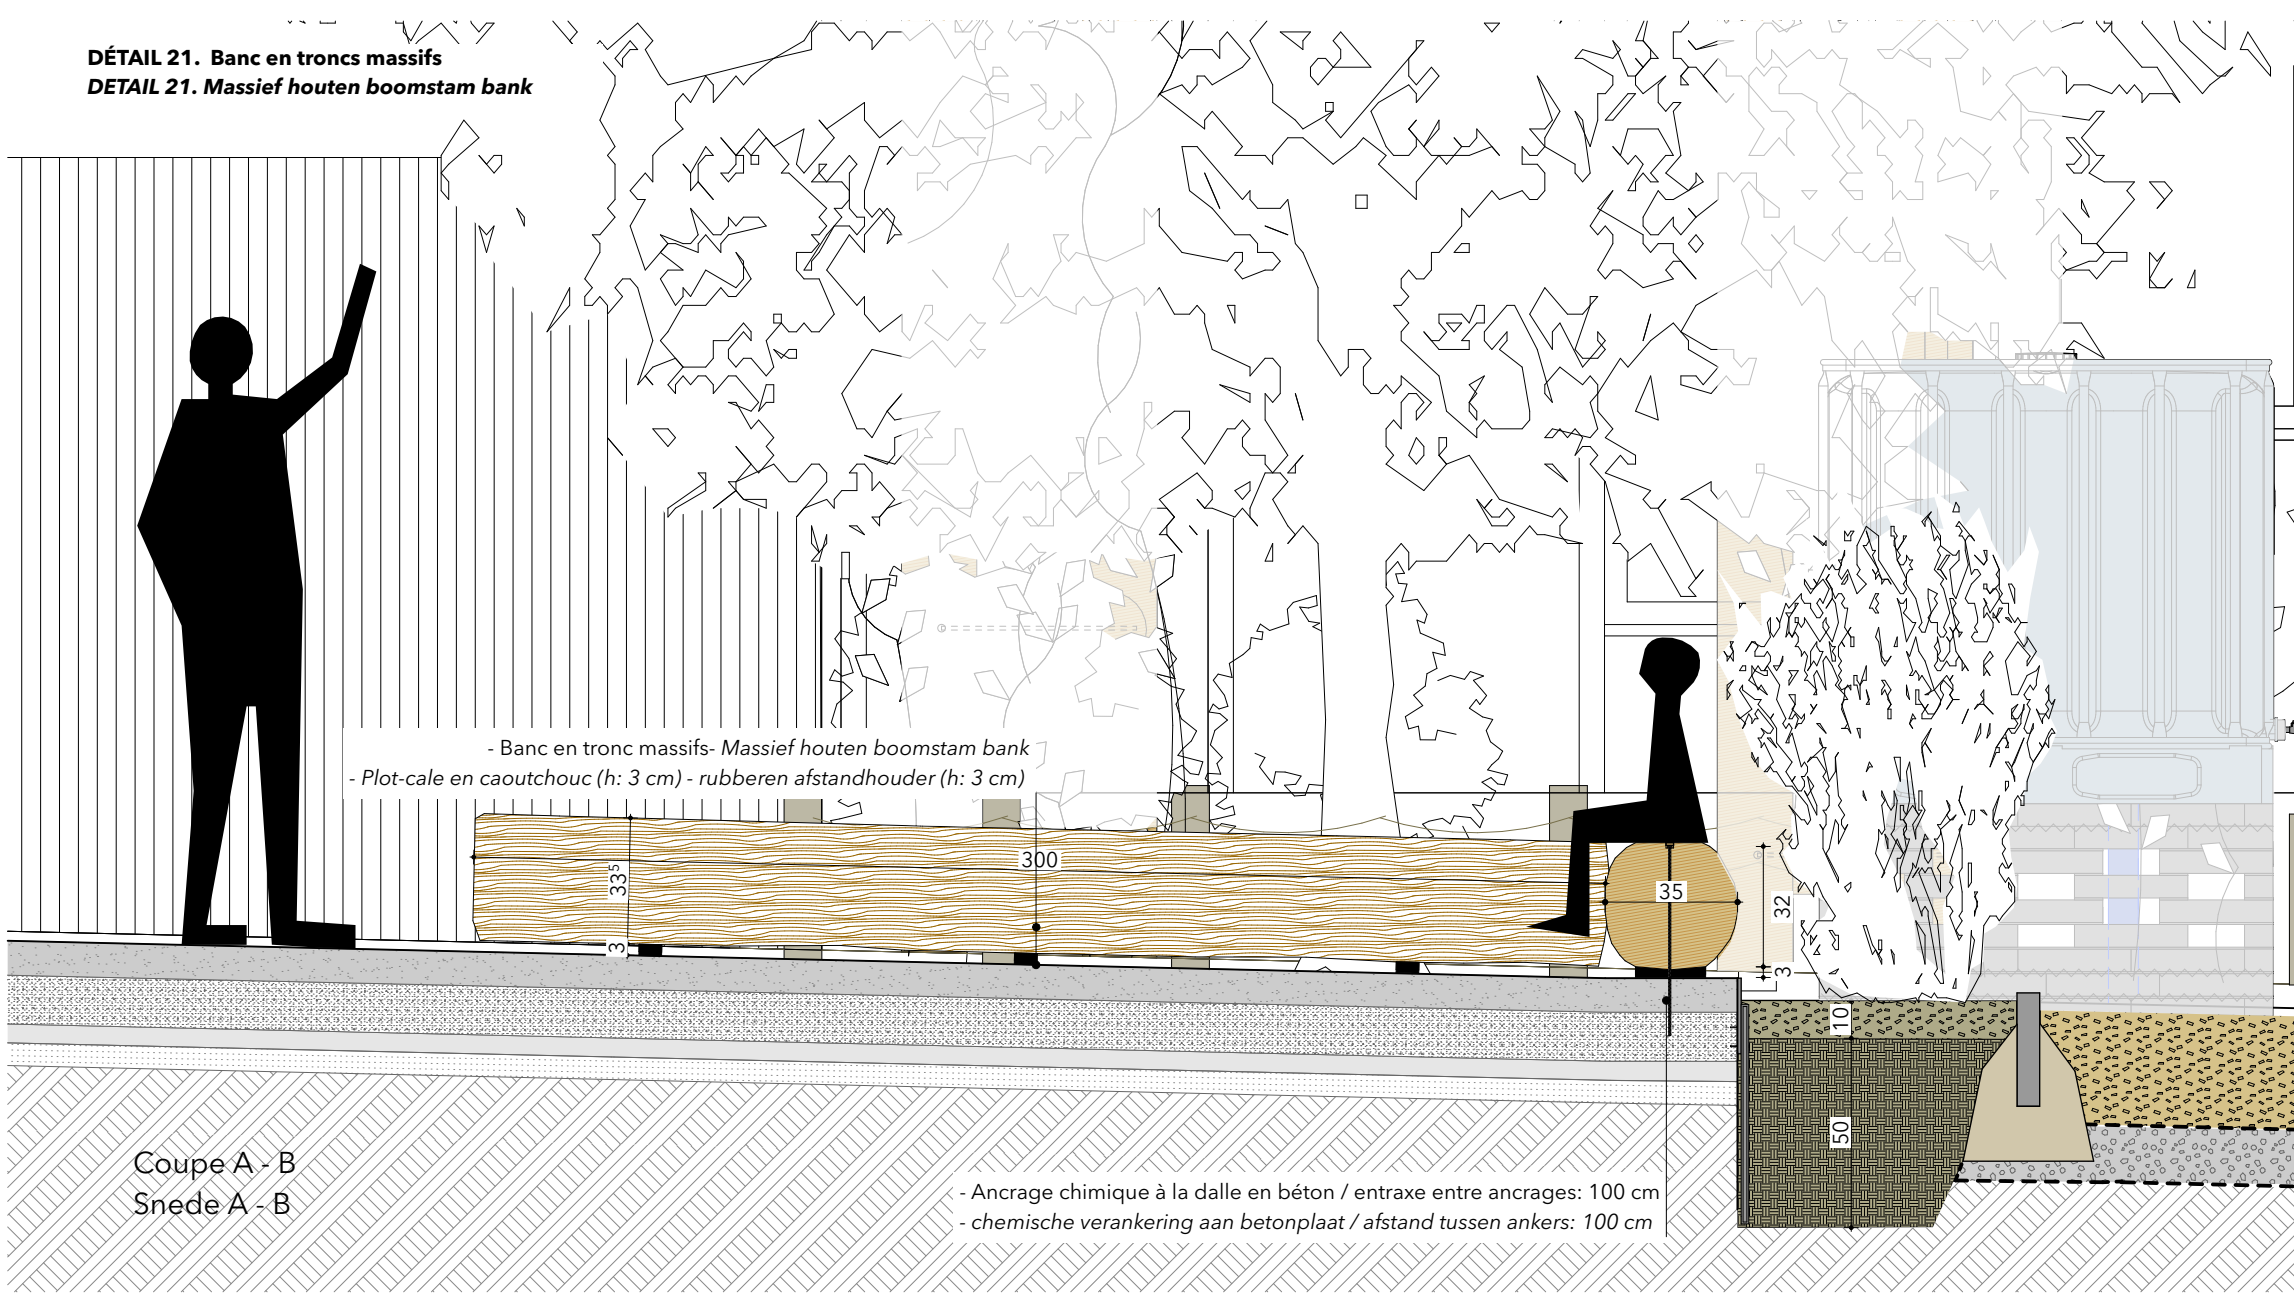 DÉTAIL 21. Banc en troncs massifs
DETAIL 21. Massief houten boomstam bank
- Banc en tronc massifs- Massief houten boomstam bank
- Plot-cale en caoutchouc (h: 3 cm) - rubberen afstandhouder (h: 3 cm)
300
33⁵
3
35
32
3
10
50
Coupe A - B
Snede A - B
- Ancrage chimique à la dalle en béton / entraxe entre ancrages: 100 cm
- chemische verankering aan betonplaat / afstand tussen ankers: 100 cm